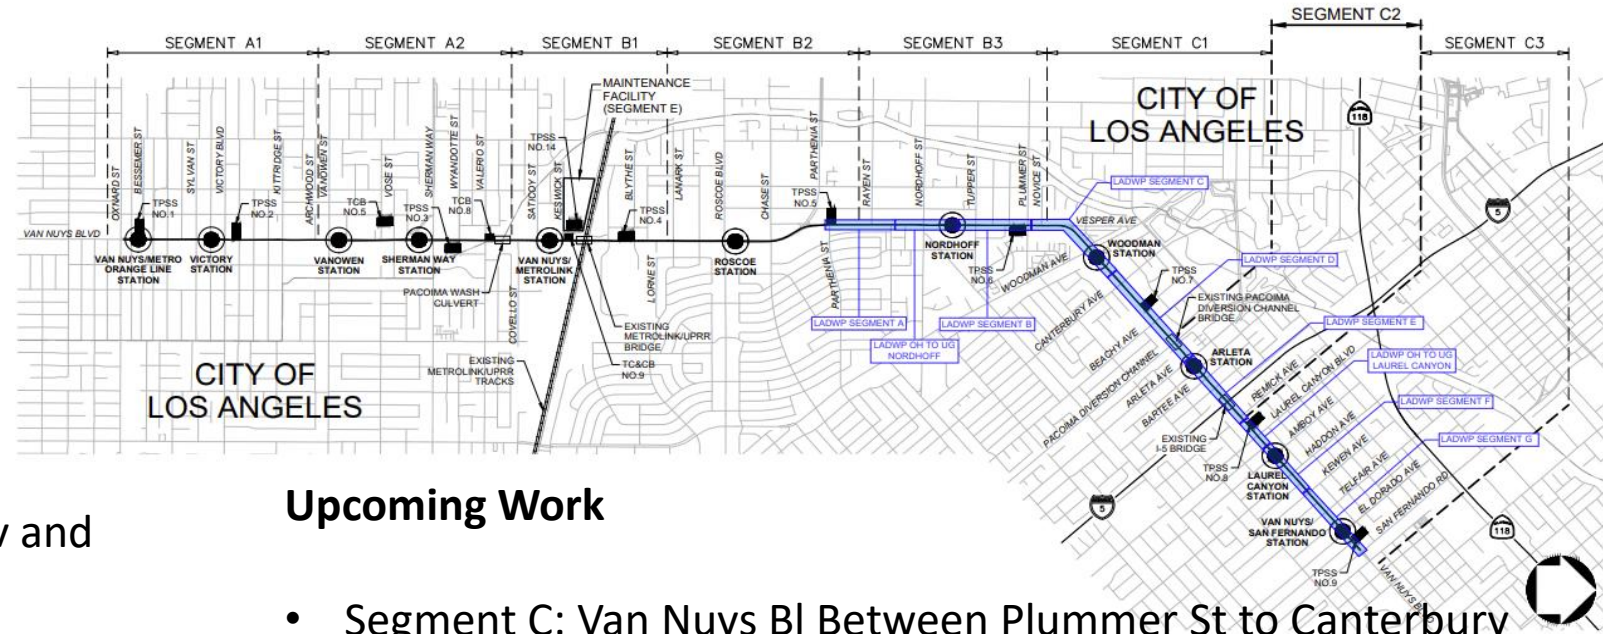 SEGMENT C2
SEGMENT A1
SEGMENT A2
SEGMENT B1
SEGMENT B2
SEGMENT B3
SEGMENT C1
SEGMENT C3
MAINTENANCE
FACILITY
(SEGMENT E)
CITY OF
LOS ANGELES
118
OXNARD ST
BESSEMER ST
SYLVAN ST
VICTORY BLVD
KITTRIDGE ST
ARCHWOOD ST
VANOWEN ST
VOSE ST
SHERMAN WAY
WYANDOTTE ST
VALERIO ST
SATICOY ST
KESWICK ST
BLYTHE ST
LANARK ST
ROSCOE BLVD
CHASE ST
PARTHENIA ST
RAYEN ST
NORDHOFF ST
TUPPER ST
PLUMMER ST
NOVICE ST
TPSS
NO.1
TPSS
NO.2
TCB
NO.5
TPSS
NO.3
TCB
NO.8
TPSS
NO.14
TPSS
NO.4
TPSS
NO.5
LADWP SEGMENT C
VESPER AVE
5
VAN NUYS BLVD
VAN NUYS/METRO
ORANGE LINE
STATION
VICTORY
STATION
VANOWEN
STATION
SHERMAN WAY
STATION
VAN NUYS/
METROLINK
STATION
ROSCOE
STATION
NORDHOFF
STATION
TPSS
NO.6
WOODMAN AVE
WOODMAN
STATION
LADWP SEGMENT D
TPSS
NO.7
PACOIMA WASH
CULVERT
COVELLO ST
LORNE ST
PARTHENIA ST
EXISTING PACOIMA
DIVERSION CHANNEL
BRIDGE
LADWP SEGMENT A
LADWP SEGMENT B
LADWP OH TO UG
NORDHOFF
CANTERBURY AVE
BEACHY AVE
PACOIMA DIVERSION CHANNEL
ARLETA AVE
BARTEE AVE
LADWP SEGMENT E
EXISTING
METROLINK/UPRR
BRIDGE
TC&CB
NO.9
EXISTING
METROLINK/UPRR
TRACKS
ARLETA
STATION
REMICK AVE
LAUREL CANYON BLVD
LADWP OH TO UG
LAUREL CANYON
CITY OF
LOS ANGELES
AMBOY AVE
HADDON AVE
LADWP SEGMENT F
KEWEN AVE
TELFAIR AVE
LADWP SEGMENT G
EL DORADO AVE
SAN FERNANDO RD
EXISTING
I-5 BRIDGE
TPSS
NO.8
LAUREL
CANYON
STATION
5
VAN NUYS/
SAN FERNANDO
STATION
118
TPSS
NO.9
VAN NUYS
Upcoming Work
and
• Segment C: Van Nuys Bl Between Plummer St to Canterbury